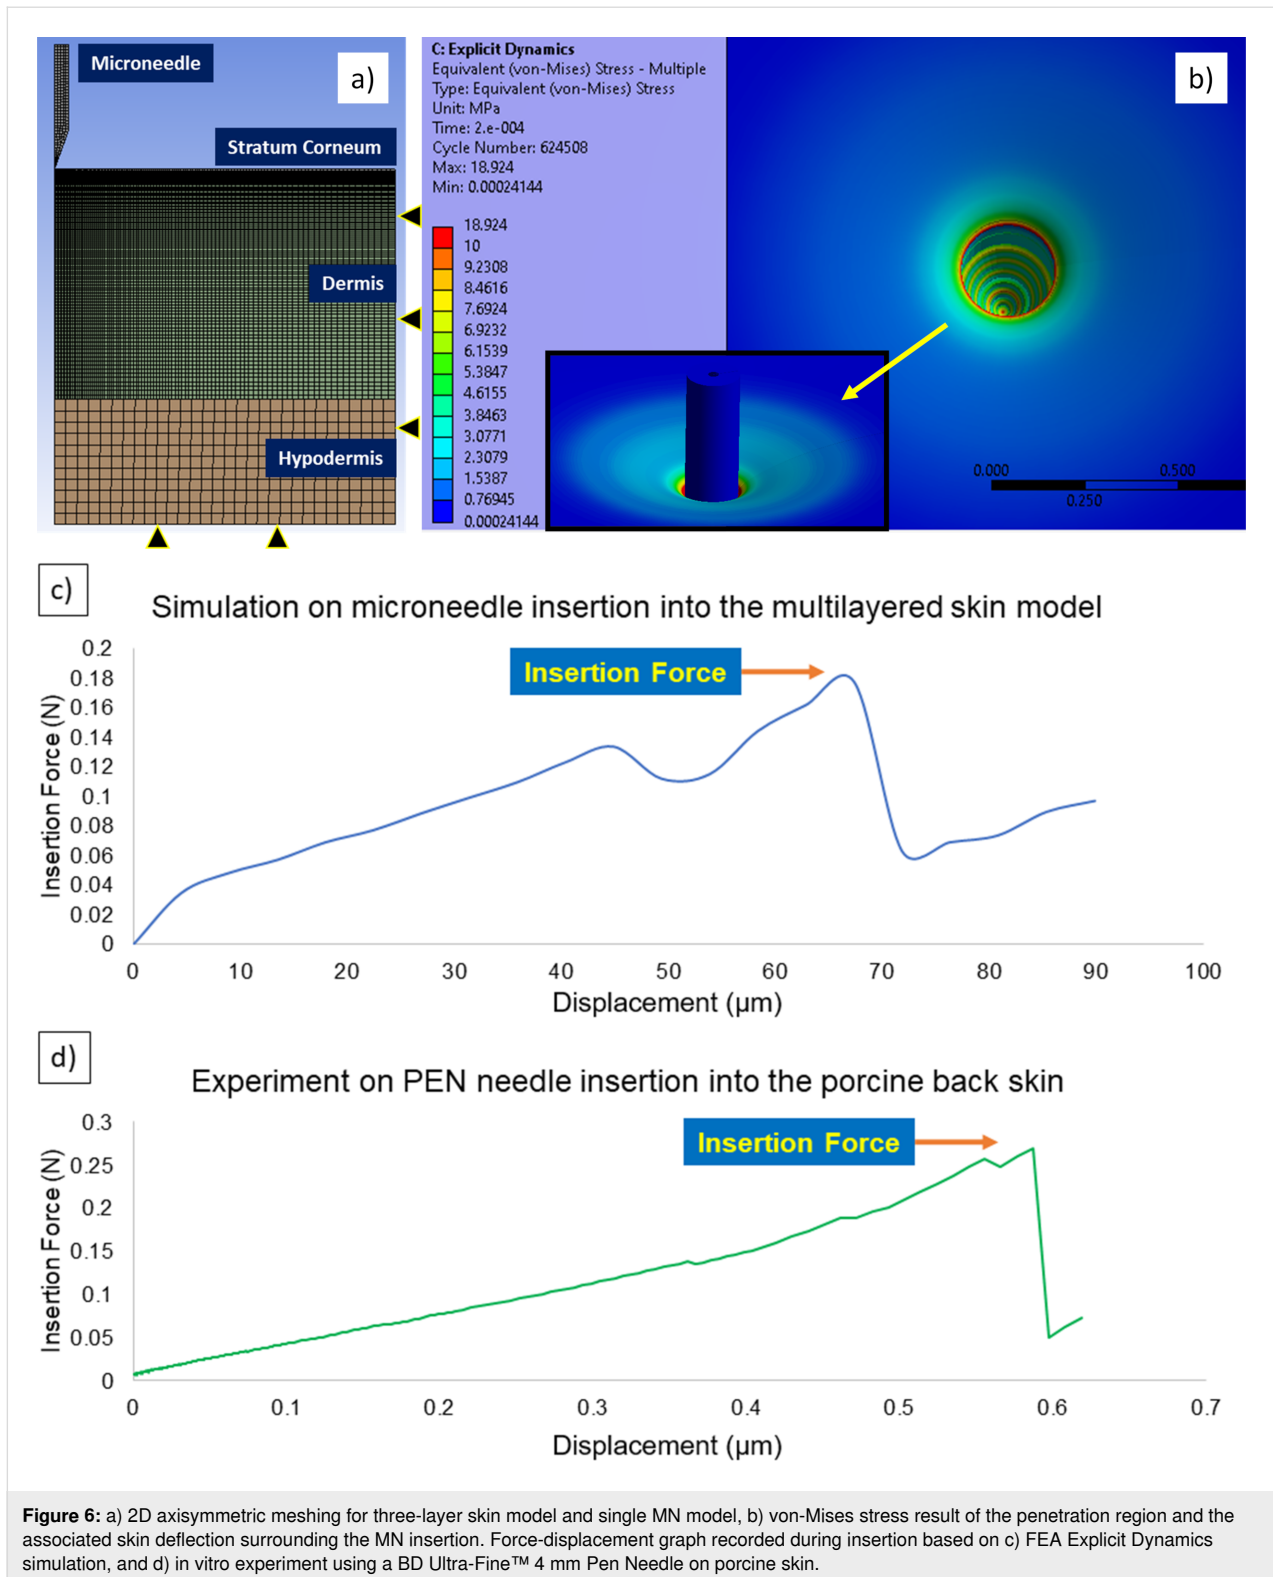 Microneedle
a)
Stratum Corneum
Dermis
Hypodermis
C: Explicit Dynamics
Equivalent (von-Mises) Stress - Multiple
Type: Equivalent (von-Mises) Stress
Unit: MPa
Time: 2.e-004
Cycle Number: 624508
Max: 18.924
Min: 0.00024144
b)
18.924
10
9.2308
8.4616
7.6924
6.9232
6.1539
5.3847
4.6155
3.8463
3.0771
2.3079
1.5387
0.76945
0.00024144
0.000
0.500
0.250
c)
Simulation on microneedle insertion into the multilayered skin model
Insertion Force (N)
0.2
0.18
0.16
0.14
0.12
0.1
0.08
0.06
0.04
0.02
0
Insertion Force
0 10 20 30 40 50 60 70 80 90 100
Displacement (µm)
d)
Experiment on PEN needle insertion into the porcine back skin
Insertion Force (N)
0.3
0.25
0.2
0.15
0.1
0.05
0
Insertion Force
0 0.1 0.2 0.3 0.4 0.5 0.6 0.7
Displacement (µm)
Figure 6: a) 2D axisymmetric meshing for three-layer skin model and single MN model, b) von-Mises stress result of the penetration region and the
associated skin deflection surrounding the MN insertion. Force-displacement graph recorded during insertion based on c) FEA Explicit Dynamics
simulation, and d) in vitro experiment using a BD Ultra-Fine™ 4 mm Pen Needle on porcine skin.